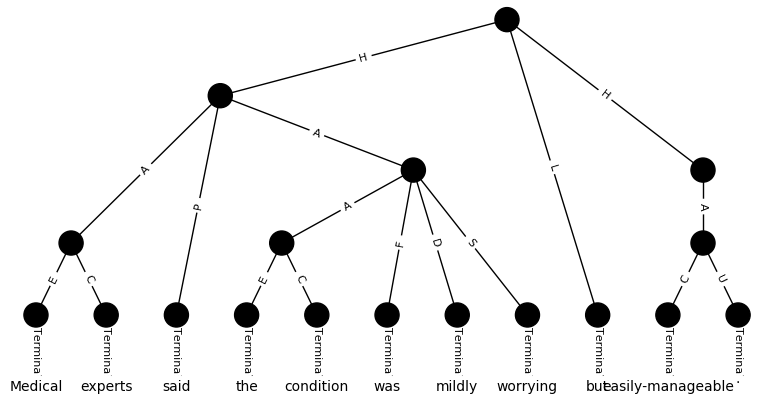 H
H
A
A
L
P
A
A
F
D
S
E
C
E
C
C
U
Termina Termina Termina Termina Termina Termina Termina Termina Termina Termina Termina
Medical experts said the condition was mildly worrying but easily-manageable .